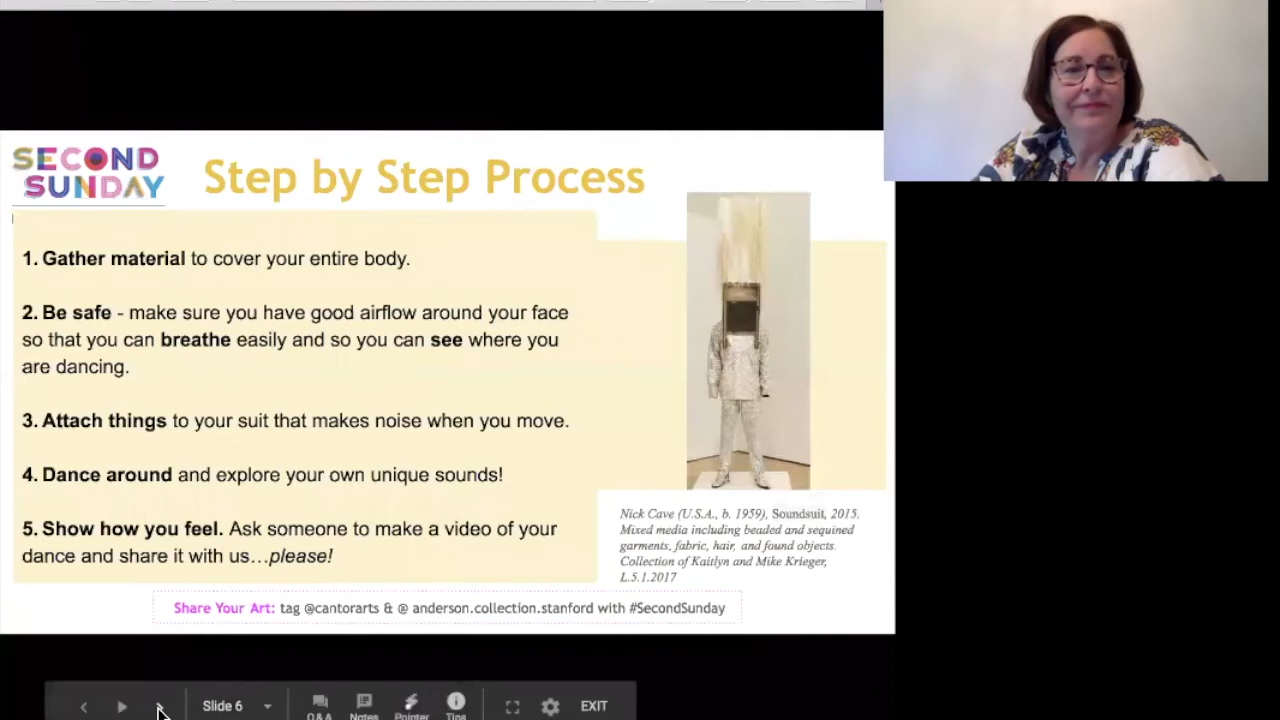 SECOND
SUNDAY
Step by Step Process
1. Gather material to cover your entire body.
2. Be safe - make sure you have good airflow around your face
so that you can breathe easily and so you can see where you
are dancing.
3. Attach things to your suit that makes noise when you move.
4. Dance around and explore your own unique sounds!
5. Show how you feel. Ask someone to make a video of your
dance and share it with us…please!
Nick Cave (U.S.A., b. 1959), Soundsuit, 2015.
Mixed media including beaded and sequined
garments, fabric, hair, and found objects.
Collection of Kaitlyn and Mike Krieger,
L.5.1.2017
Share Your Art: tag @cantorarts & @ anderson.collection.stanford with #SecondSunday
Slide 6
Q&A Notes Pointer Tips
EXIT